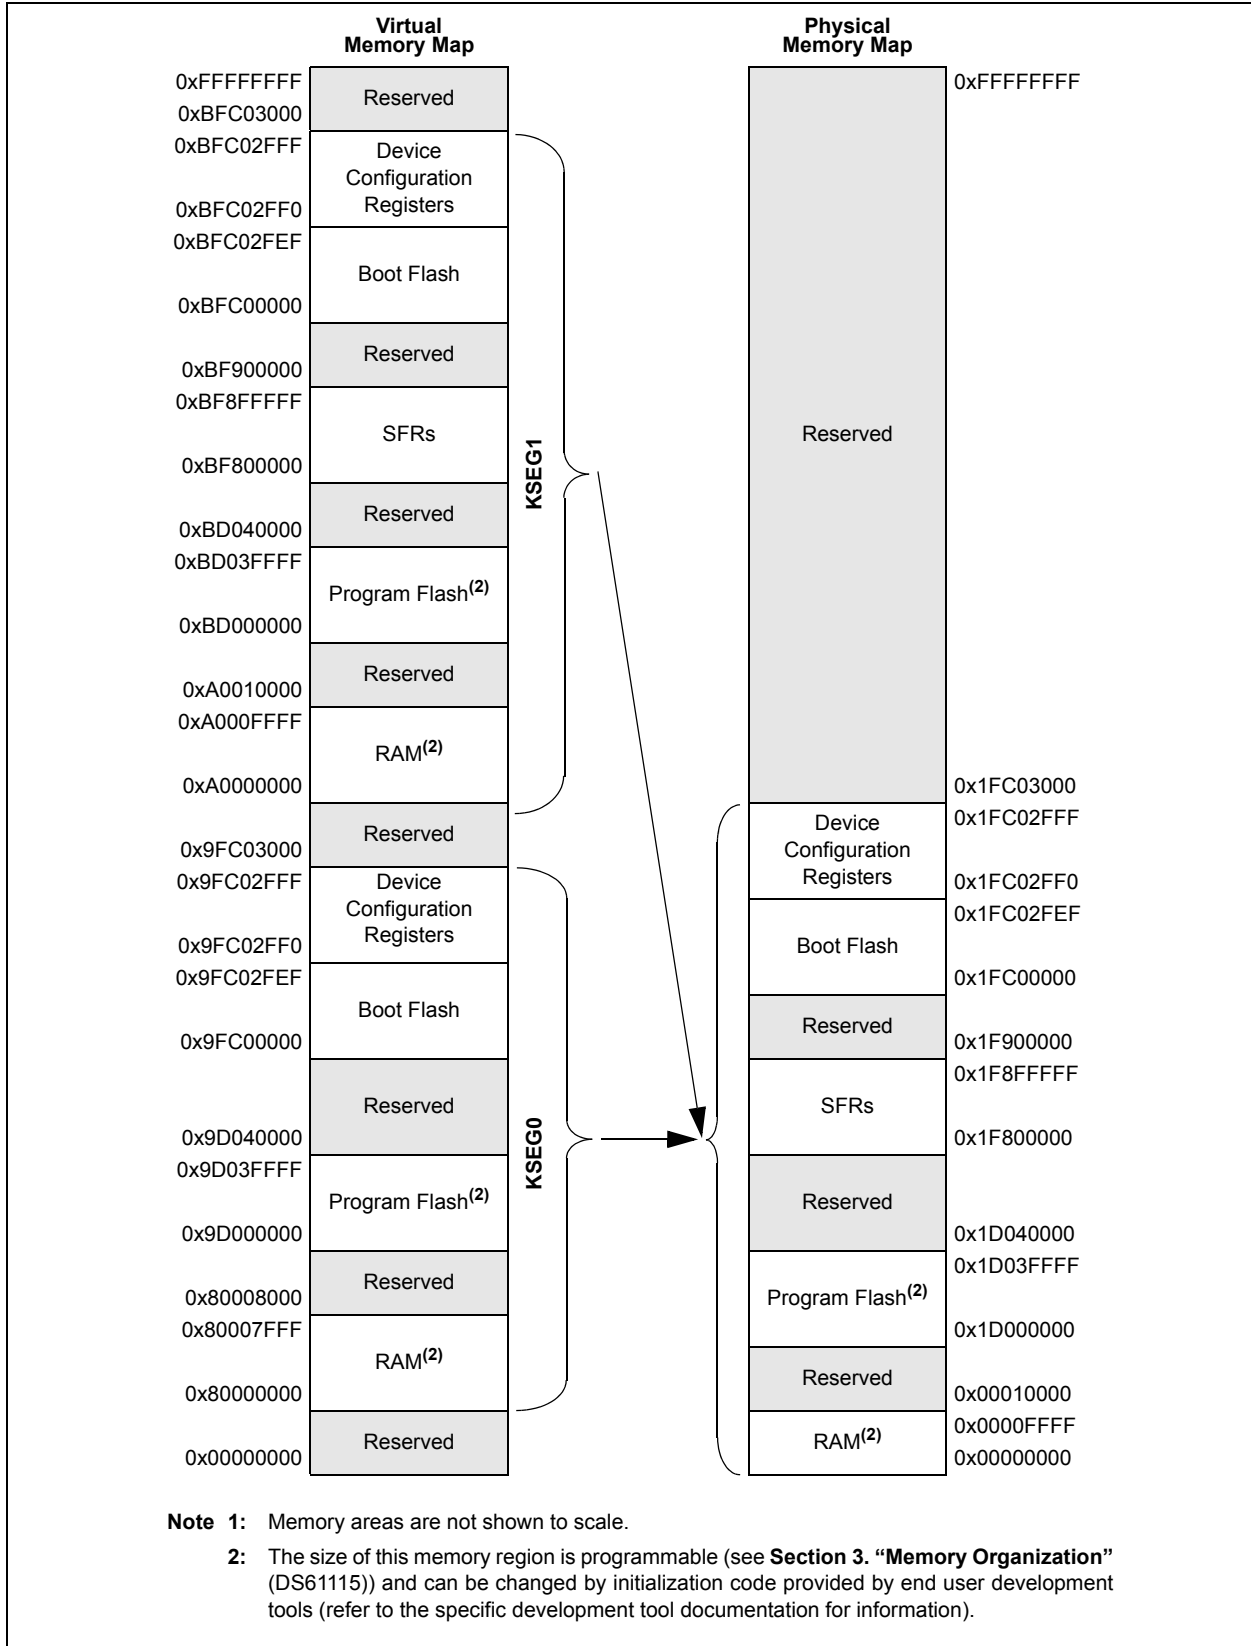 Virtual
Memory Map
0xFFFFFFFF
Reserved
0xBFC03000
0xBFC02FFF
Device
Configuration
Registers
0xBFC02FF0
0xBFC02FEF
Boot Flash
0xBFC00000
Reserved
0xBF900000
0xBF8FFFFF
SFRs
0xBF800000
Reserved
0xBD040000
0xBD03FFFF
Program Flash(2)
0xBD000000
Reserved
0xA0010000
0xA000FFFF
RAM(2)
0xA0000000
Reserved
0x9FC03000
0x9FC02FFF
Device
Configuration
Registers
0x9FC02FF0
0x9FC02FEF
Boot Flash
0x9FC00000
Reserved
0x9D040000
0x9D03FFFF
Program Flash(2)
0x9D000000
Reserved
0x80008000
0x80007FFF
RAM(2)
0x80000000
Reserved
0x00000000
KSEG1
KSEG0
Physical
Memory Map
0xFFFFFFFF
Reserved
0x1FC03000
0x1FC02FFF
Device
Configuration
Registers
0x1FC02FF0
0x1FC02FEF
Boot Flash
0x1FC00000
Reserved
0x1F900000
0x1F8FFFFF
SFRs
0x1F800000
Reserved
0x1D040000
0x1D03FFFF
Program Flash(2)
0x1D000000
Reserved
0x00010000
0x0000FFFF
RAM(2)
0x00000000
Note 1: Memory areas are not shown to scale.
2: The size of this memory region is programmable (see Section 3. “Memory Organization”
(DS61115)) and can be changed by initialization code provided by end user development
tools (refer to the specific development tool documentation for information).